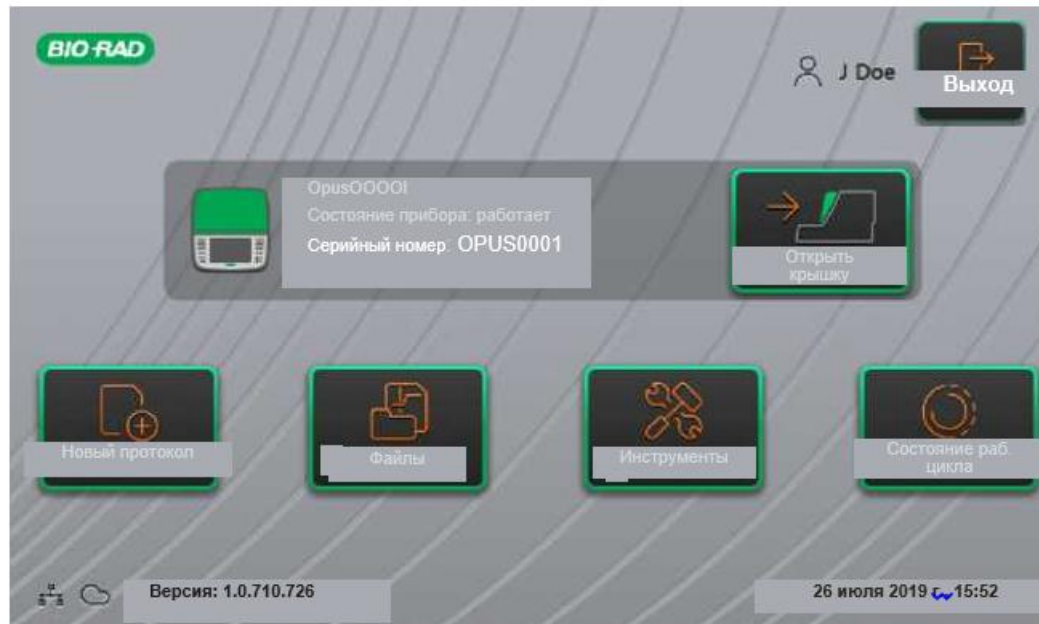 BIO-RAD
J Doe
Выход
Opus00001
Состояние прибора: работает
Серийный номер: OPUS0001
Открыть
крышку
Новый протокол
Файлы
Инструменты
Состояние раб.
цикла
Версия: 1.0.710.726
26 июля 2019 г. 15:52